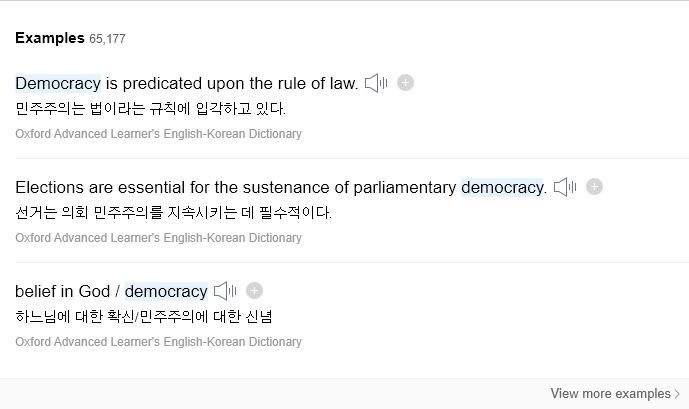 Examples 65,177
Democracy is predicated upon the rule of law.
민주주의는 법이라는 규칙에 입각하고 있다.
Oxford Advanced Learner's English-Korean Dictionary
Elections are essential for the sustenance of parliamentary democracy.
선거는 의회 민주주의를 지속시키는 데 필수적이다.
Oxford Advanced Learner's English-Korean Dictionary
belief in God / democracy
하느님에 대한 확신/민주주의에 대한 신념
Oxford Advanced Learner's English-Korean Dictionary
View more examples